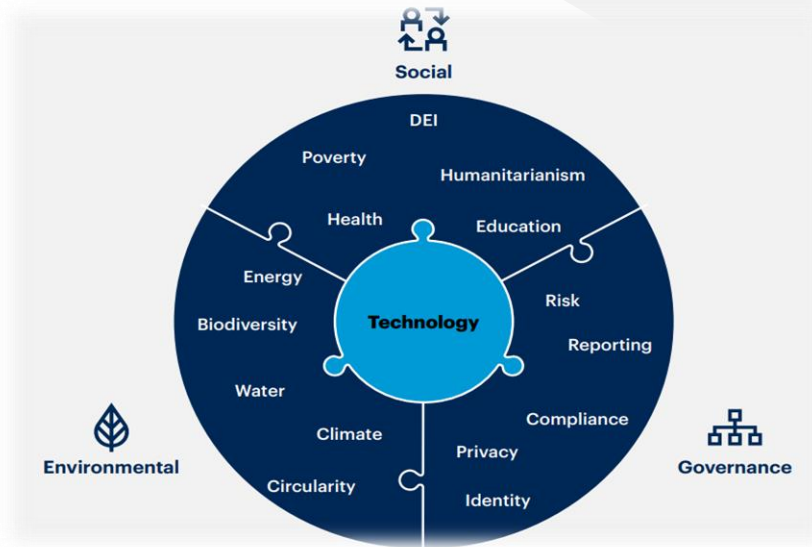 Social
DEI
Poverty
Humanitarianism
Health
Education
Energy
Risk
Biodiversity
Technology
Reporting
Water
Compliance
Climate
Privacy
Environmental
Governance
Circularity
Identity